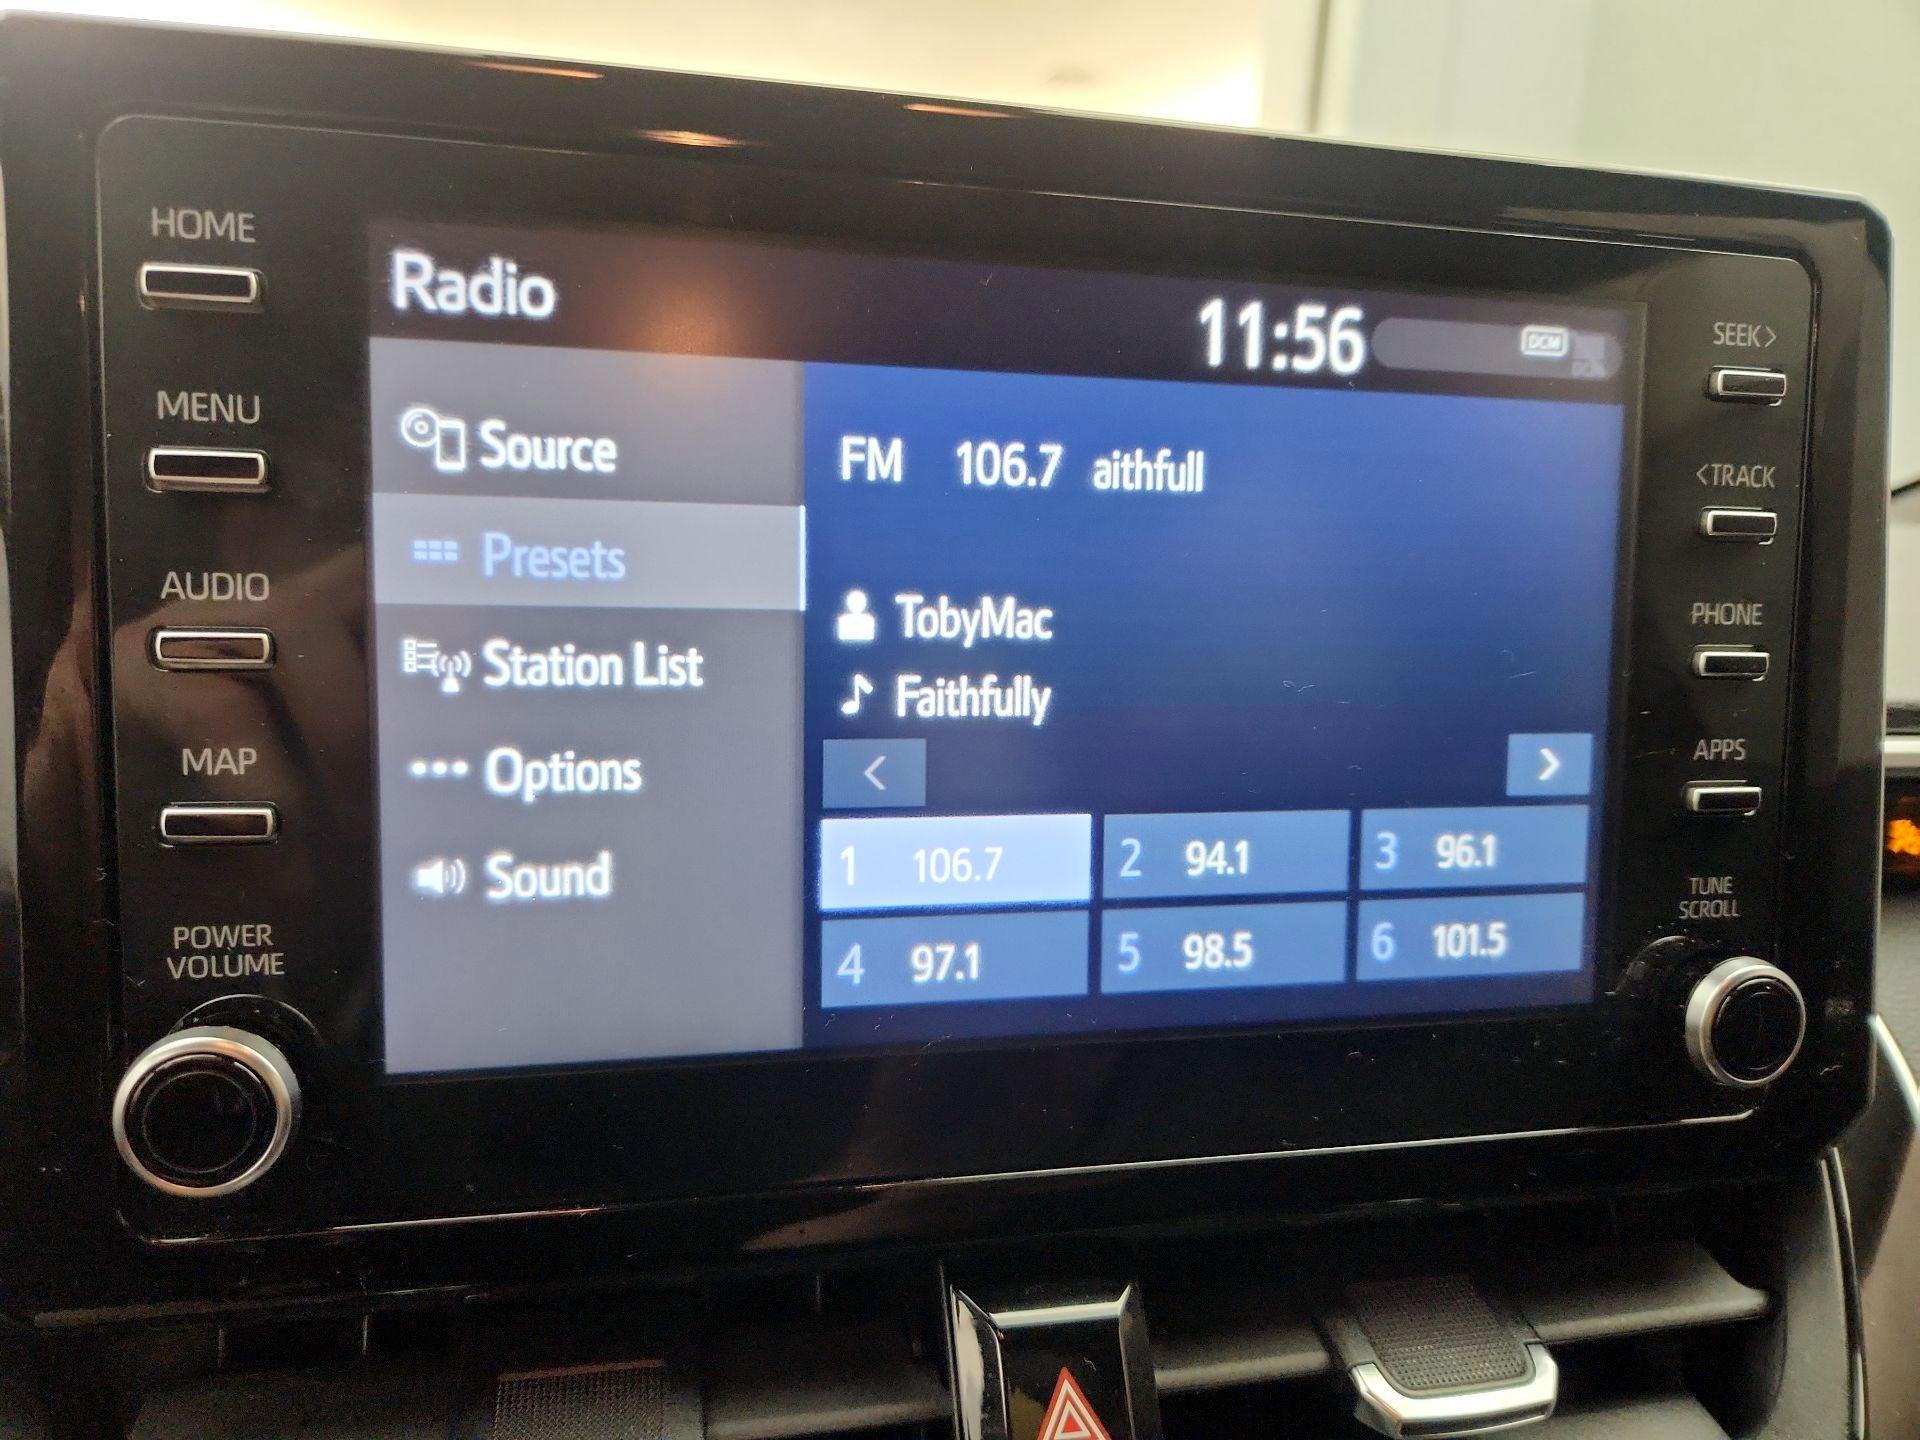 HOME
MENU
AUDIO
MAP
POWER
VOLUME
Radio
11:56
DCM
Source
Presets
Station List
Options
Sound
FM 106.7 aithfull
TobyMac
Faithfully
<
>
1 106.7
2 94.1
3 96.1
4 97.1
5 98.5
6 101.5
SEEK>
<TRACK
PHONE
APPS
TUNE
SCROLL